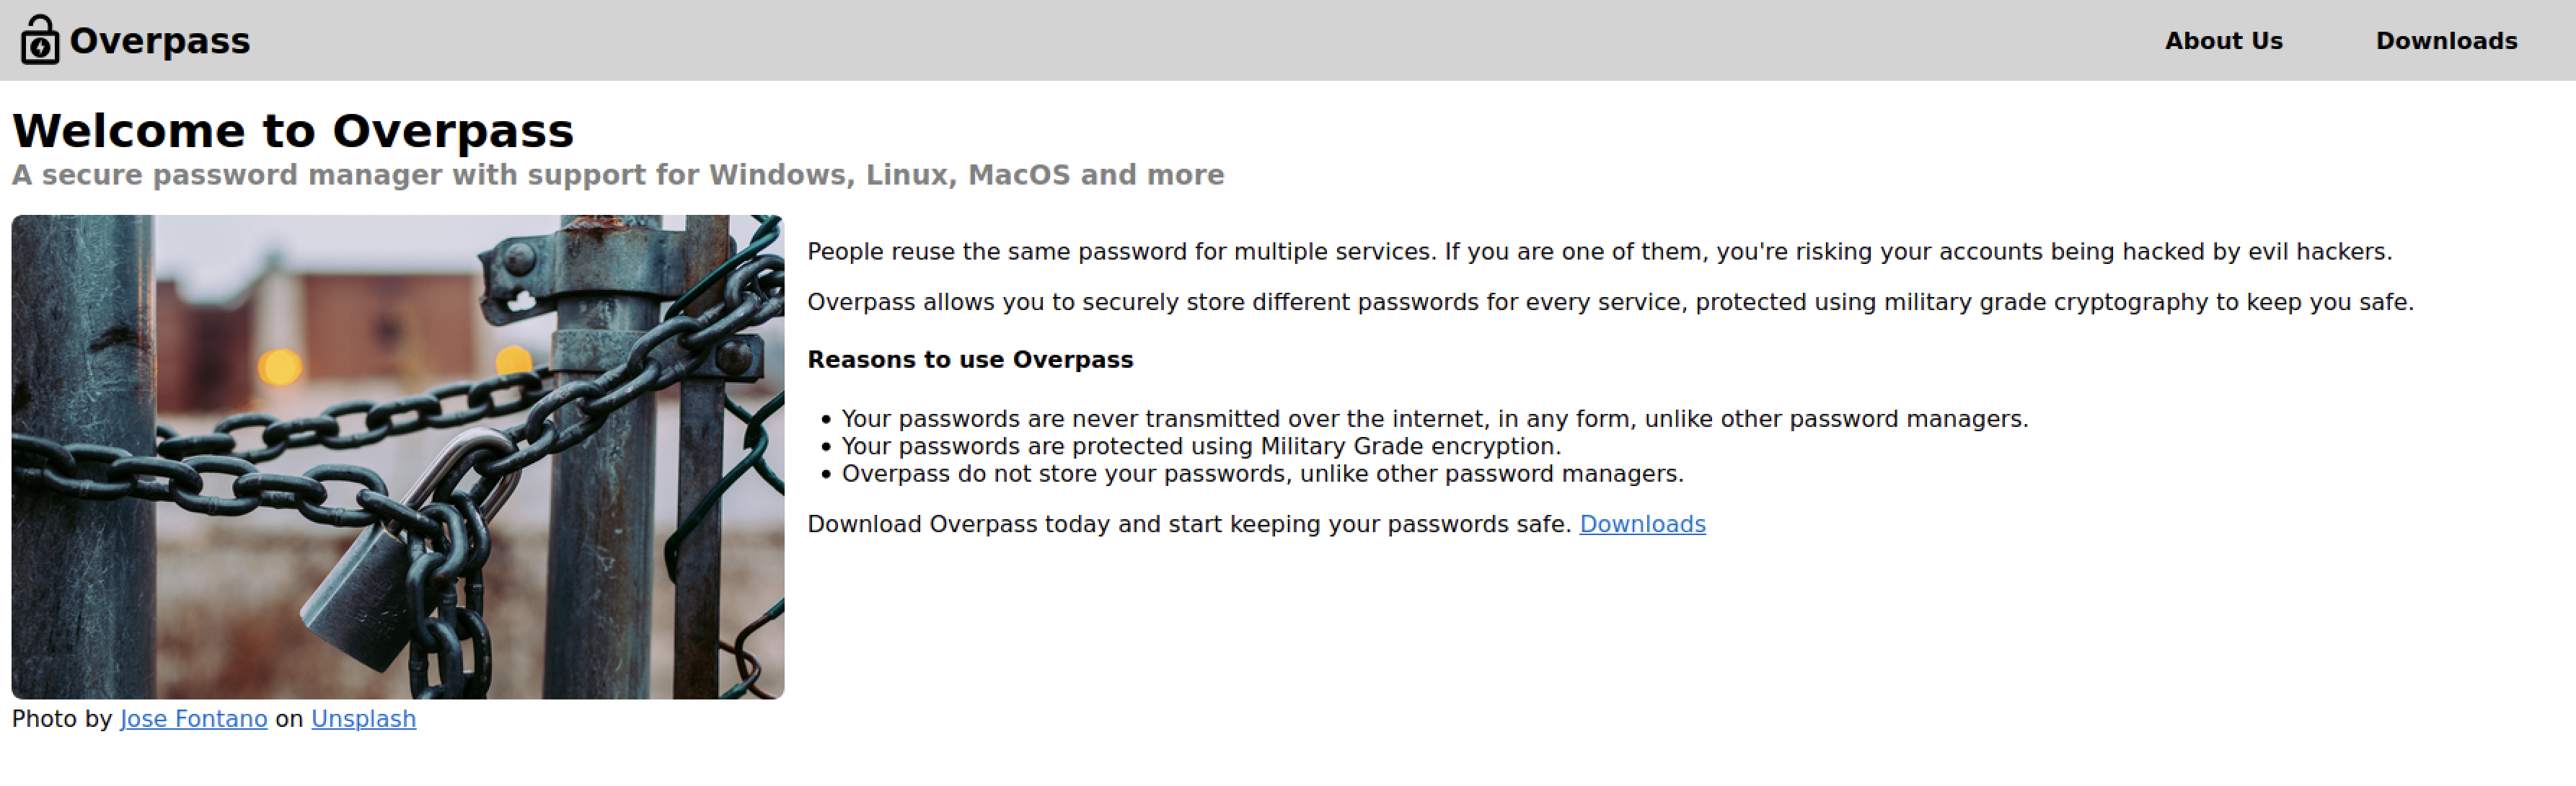 Overpass
About Us
Downloads
Welcome to Overpass
A secure password manager with support for Windows, Linux, MacOS and more
People reuse the same password for multiple services. If you are one of them, you're risking your accounts being hacked by evil hackers.
Overpass allows you to securely store different passwords for every service, protected using military grade cryptography to keep you safe.
Reasons to use Overpass
Your passwords are never transmitted over the internet, in any form, unlike other password managers.
Your passwords are protected using Military Grade encryption.
Overpass do not store your passwords, unlike other password managers.
Download Overpass today and start keeping your passwords safe. Downloads
Photo by Jose Fontano on Unsplash